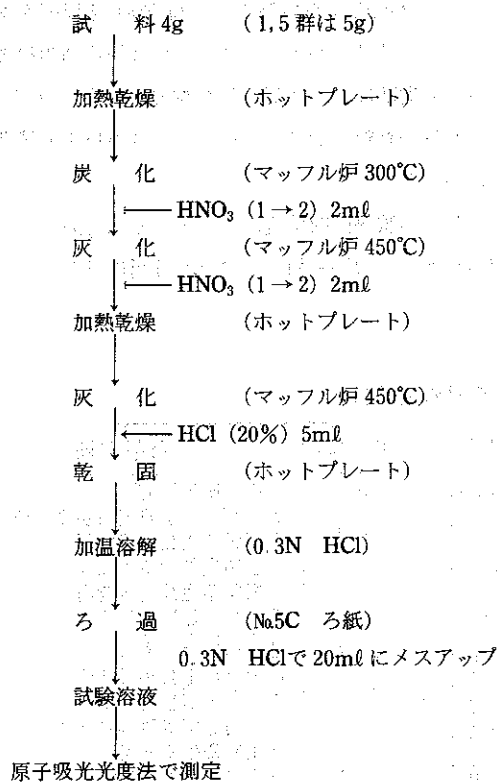 試　料 4g　(1,5群は 5g)
加熱乾燥　(ホットプレート)
炭　化　(マッフル炉 300℃)
HNO₃ (1→2) 2mℓ
灰　化　(マッフル炉 450℃)
HNO₃ (1→2) 2mℓ
加熱乾燥　(ホットプレート)
灰　化　(マッフル炉 450℃)
HCl (20%) 5mℓ
乾　固　(ホットプレート)
加温溶解　(0.3N　HCl)
ろ　過　(№5C　ろ紙)
0.3N　HClで 20mℓ にメスアップ
試験溶液
原子吸光光度法で測定